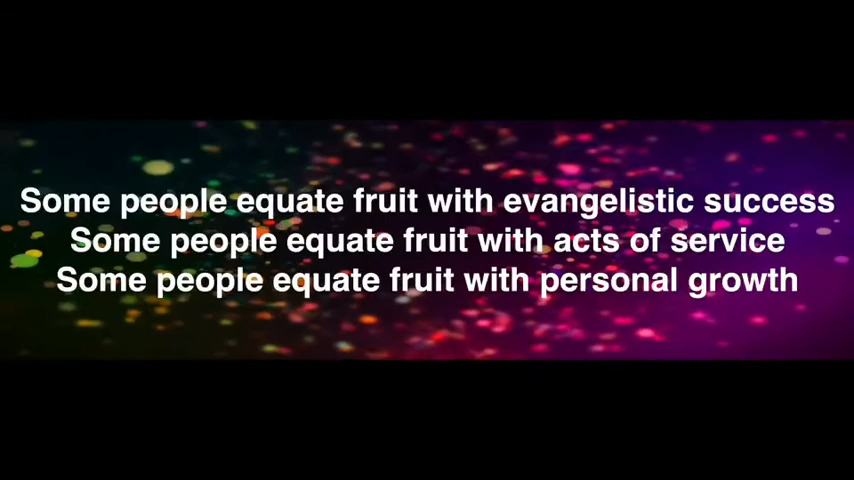 Some people equate fruit with evangelistic success
Some people equate fruit with acts of service
Some people equate fruit with personal growth